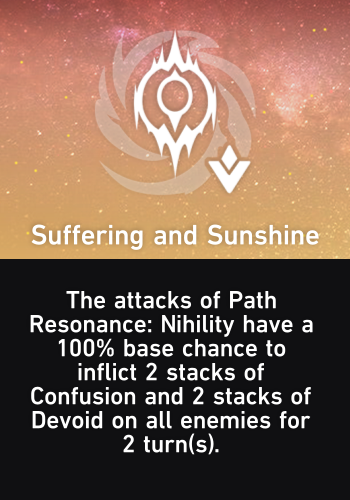 Suffering and Sunshine
The attacks of Path
Resonance: Nihility have a
100% base chance to
inflict 2 stacks of
Confusion and 2 stacks of
Devoid on all enemies for
2 turn(s).